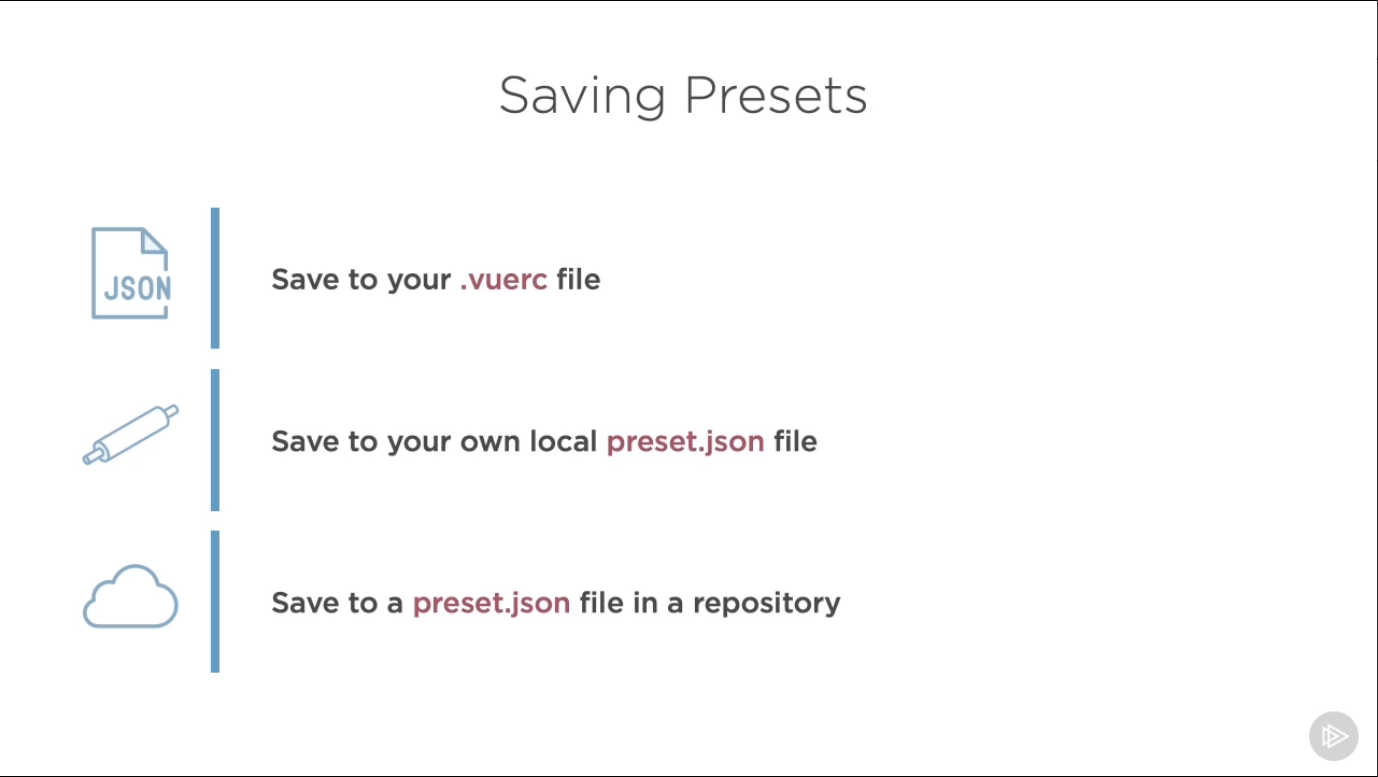 Saving Presets
JSON
Save to your .vuerc file
Save to your own local preset.json file
Save to a preset.json file in a repository